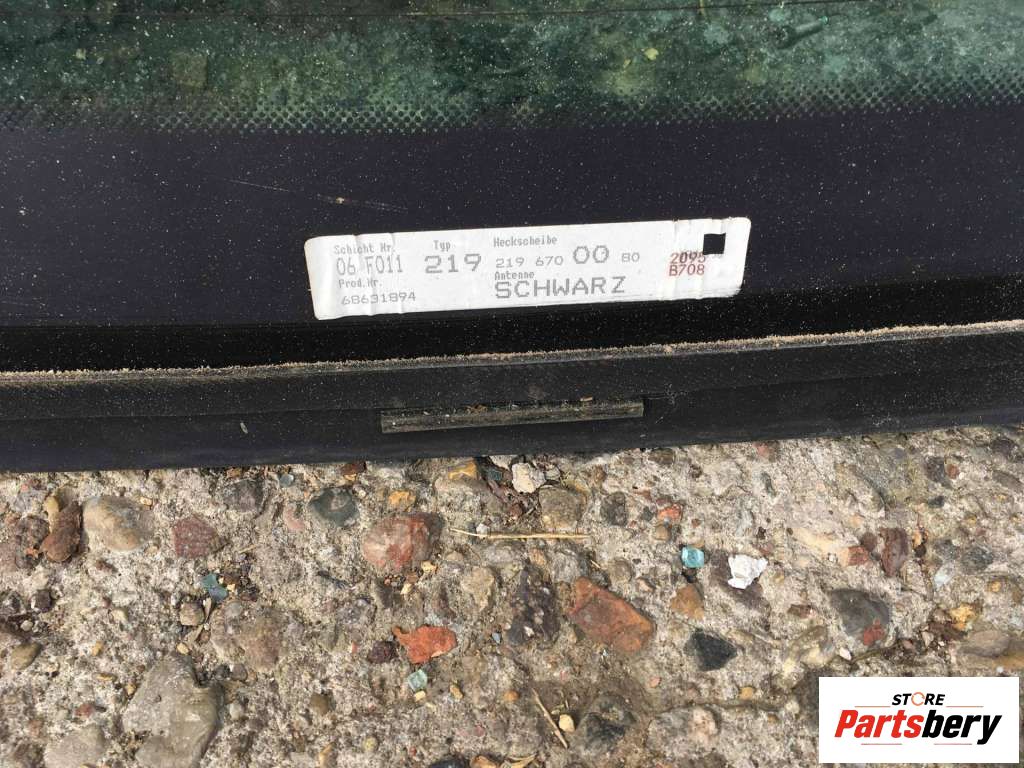 Schicht Nr. Typ Heckscheibe
06 F011 219 219 670 00 80 2095
Prod.Nr. Antenne B708
68631894 SCHWARZ
STORE
Partsbery